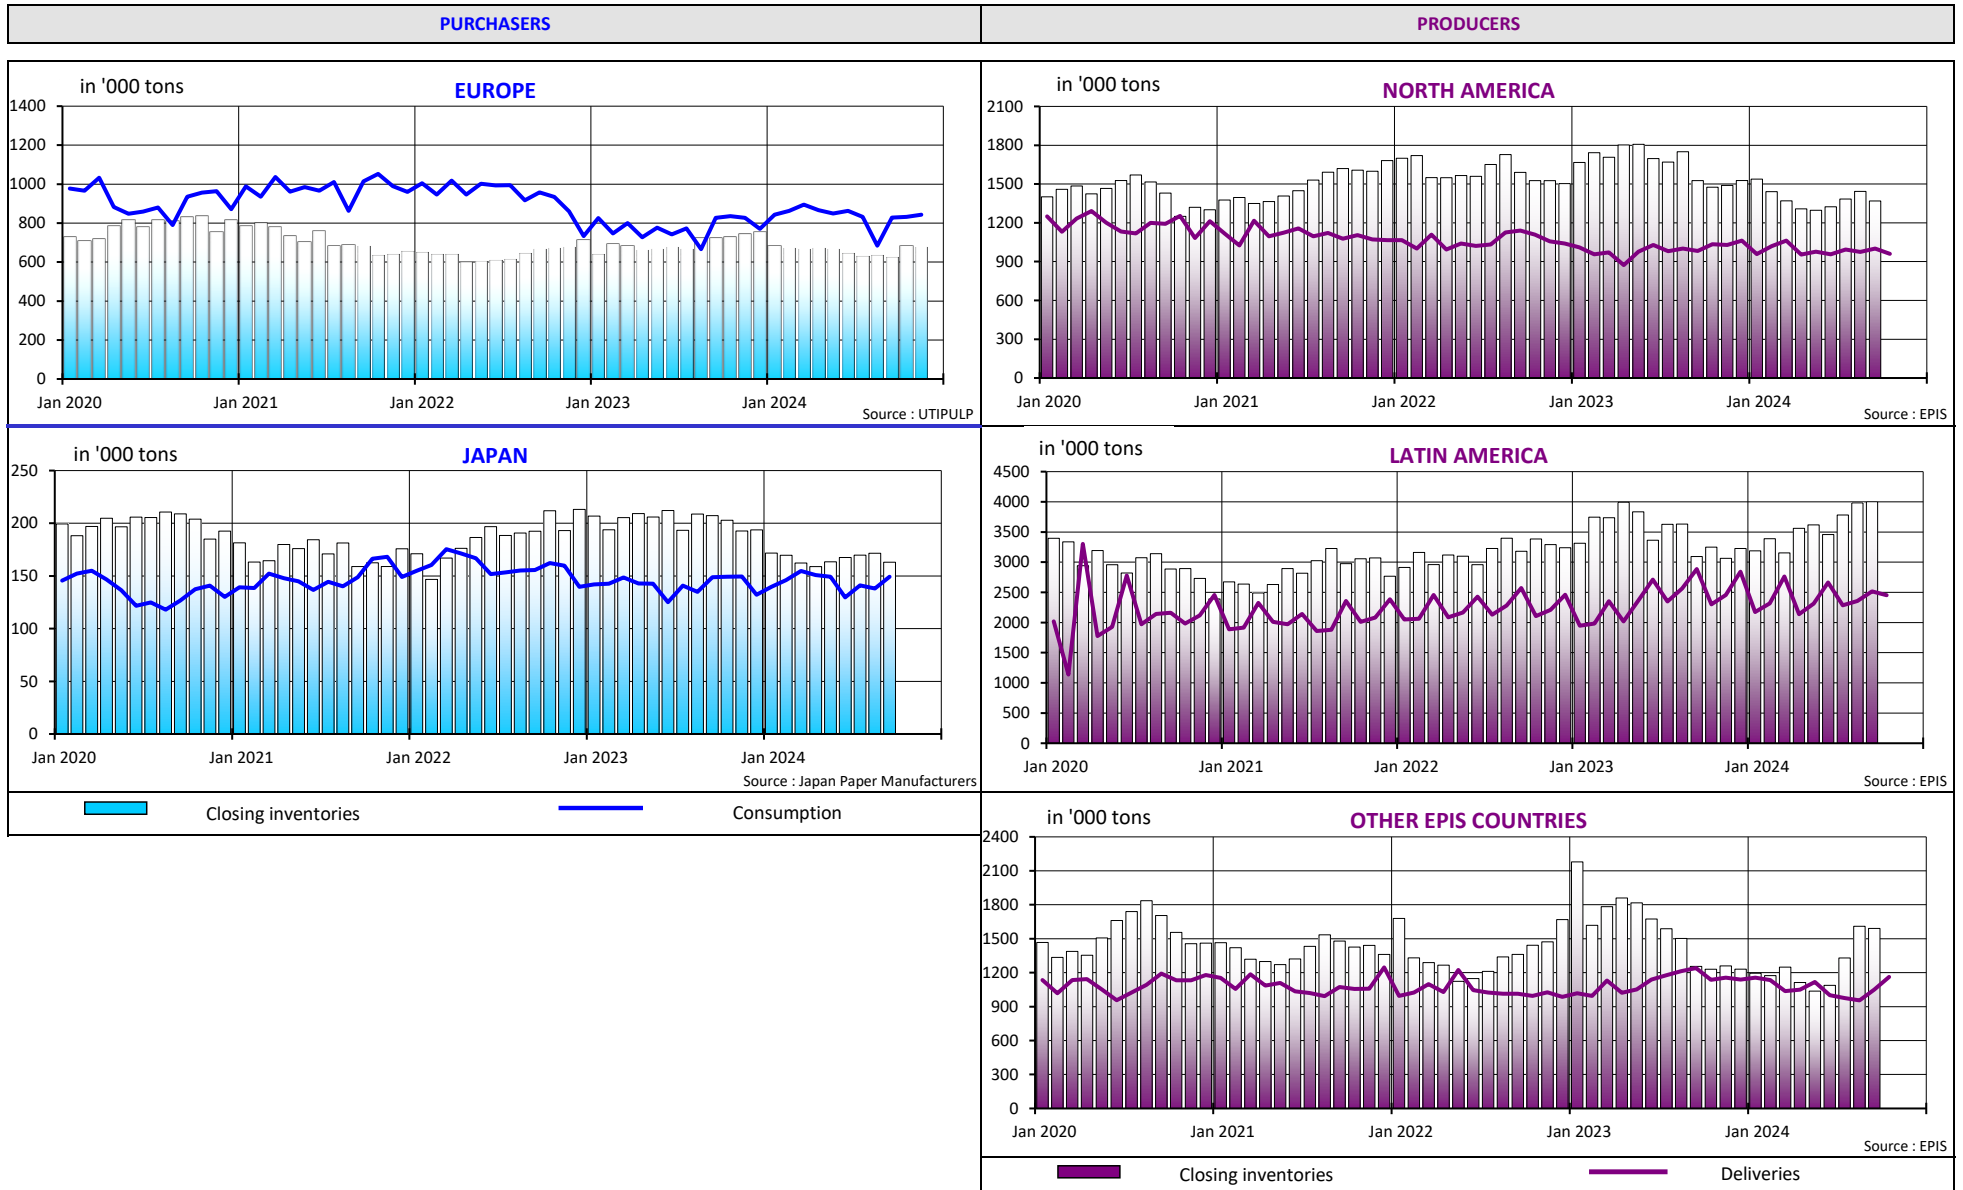 PURCHASERS
PRODUCERS
in '000 tons
EUROPE
1400
1200
1000
800
600
400
200
0
Jan 2020 Jan 2021 Jan 2022 Jan 2023 Jan 2024
Source : UTIPULP
in '000 tons
NORTH AMERICA
2100
1800
1500
1200
900
600
300
0
Jan 2020 Jan 2021 Jan 2022 Jan 2023 Jan 2024
Source : EPIS
in '000 tons
JAPAN
250
200
150
100
50
0
Jan 2020 Jan 2021 Jan 2022 Jan 2023 Jan 2024
Source : Japan Paper Manufacturers
Closing inventories Consumption
in '000 tons
LATIN AMERICA
4500
4000
3500
3000
2500
2000
1500
1000
500
0
Jan 2020 Jan 2021 Jan 2022 Jan 2023 Jan 2024
Source : EPIS
in '000 tons
OTHER EPIS COUNTRIES
2400
2100
1800
1500
1200
900
600
300
0
Jan 2020 Jan 2021 Jan 2022 Jan 2023 Jan 2024
Source : EPIS
Closing inventories Deliveries